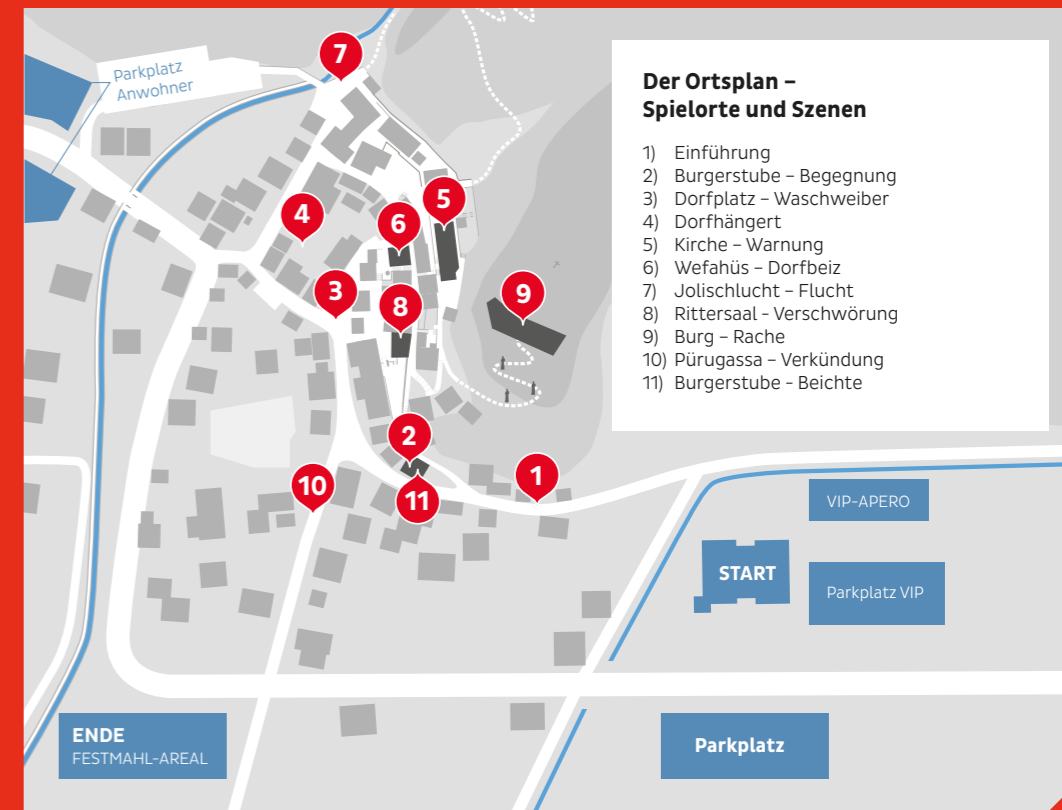 7
Parkplatz
Anwohner
Der Ortsplan –
Spielorte und Szenen
1) Einführung
2) Burgerstube – Begegnung
3) Dorfplatz – Waschweiber
4) Dorfhängert
5) Kirche – Warnung
6) Wefahüs – Dorfbeiz
7) Jolischlucht – Flucht
8) Rittersaal - Verschwörung
9) Burg – Rache
10) Pürugassa – Verkündung
11) Burgerstube - Beichte
5
4
6
3
9
8
2
1
10
11
VIP-APERO
START
Parkplatz VIP
ENDE
FESTMAHL-AREAL
Parkplatz